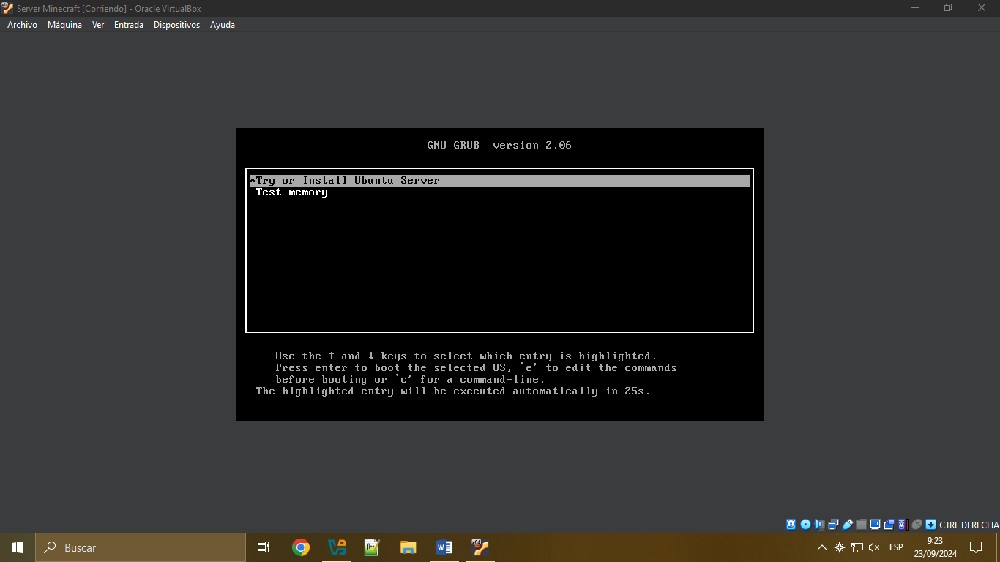 Server Minecraft [Corriendo] - Oracle VirtualBox
Archivo Máquina Ver Entrada Dispositivos Ayuda
GNU GRUB version 2.06
*Try or Install Ubuntu Server
Test memory
Use the ↑ and ↓ keys to select which entry is highlighted.
Press enter to boot the selected OS, `e' to edit the commands
before booting or `c' for a command-line.
The highlighted entry will be executed automatically in 25s.
CTRL DERECHA
Buscar
ESP
9:23
23/09/2024